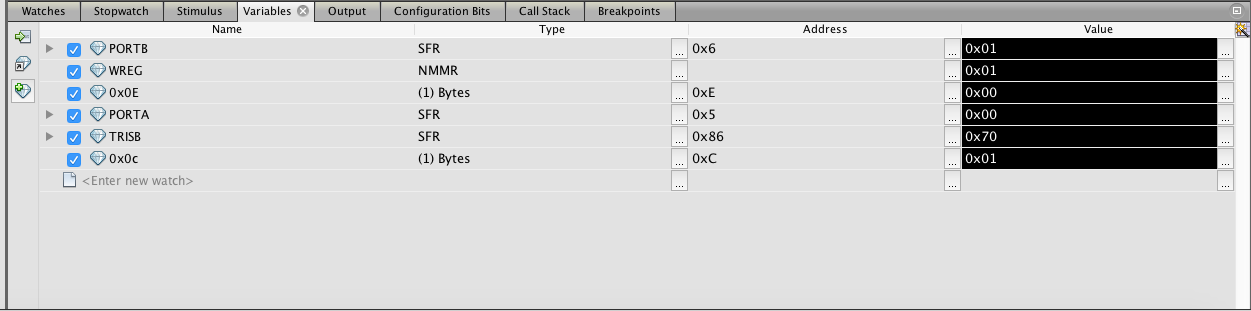 Watches Stopwatch Stimulus Variables Output Configuration Bits Call Stack Breakpoints
Name Type Address Value
PORTB SFR ... 0x6 ... 0x01 ...
WREG NMMR ... ... 0x01 ...
0x0E (1) Bytes ... 0xE ... 0x00 ...
PORTA SFR ... 0x5 ... 0x00 ...
TRISB SFR ... 0x86 ... 0x70 ...
0x0c (1) Bytes ... 0xC ... 0x01 ...
<Enter new watch> ... ... ...